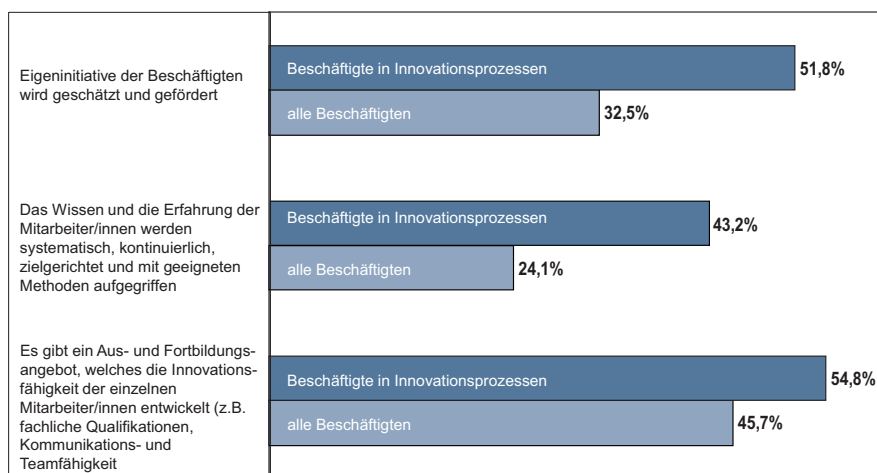 Eigeninitiative der Beschäftigten
wird geschätzt und gefördert
Beschäftigte in Innovationsprozessen
51,8%
alle Beschäftigten
32,5%
Das Wissen und die Erfahrung der
Mitarbeiter/innen werden
systematisch, kontinuierlich,
zielgerichtet und mit geeigneten
Methoden aufgegriffen
Beschäftigte in Innovationsprozessen
43,2%
alle Beschäftigten
24,1%
Es gibt ein Aus- und Fortbildungs-
angebot, welches die Innovations-
fähigkeit der einzelnen
Mitarbeiter/innen entwickelt (z.B.
fachliche Qualifikationen,
Kommunikations- und
Teamfähigkeit
Beschäftigte in Innovationsprozessen
54,8%
alle Beschäftigten
45,7%